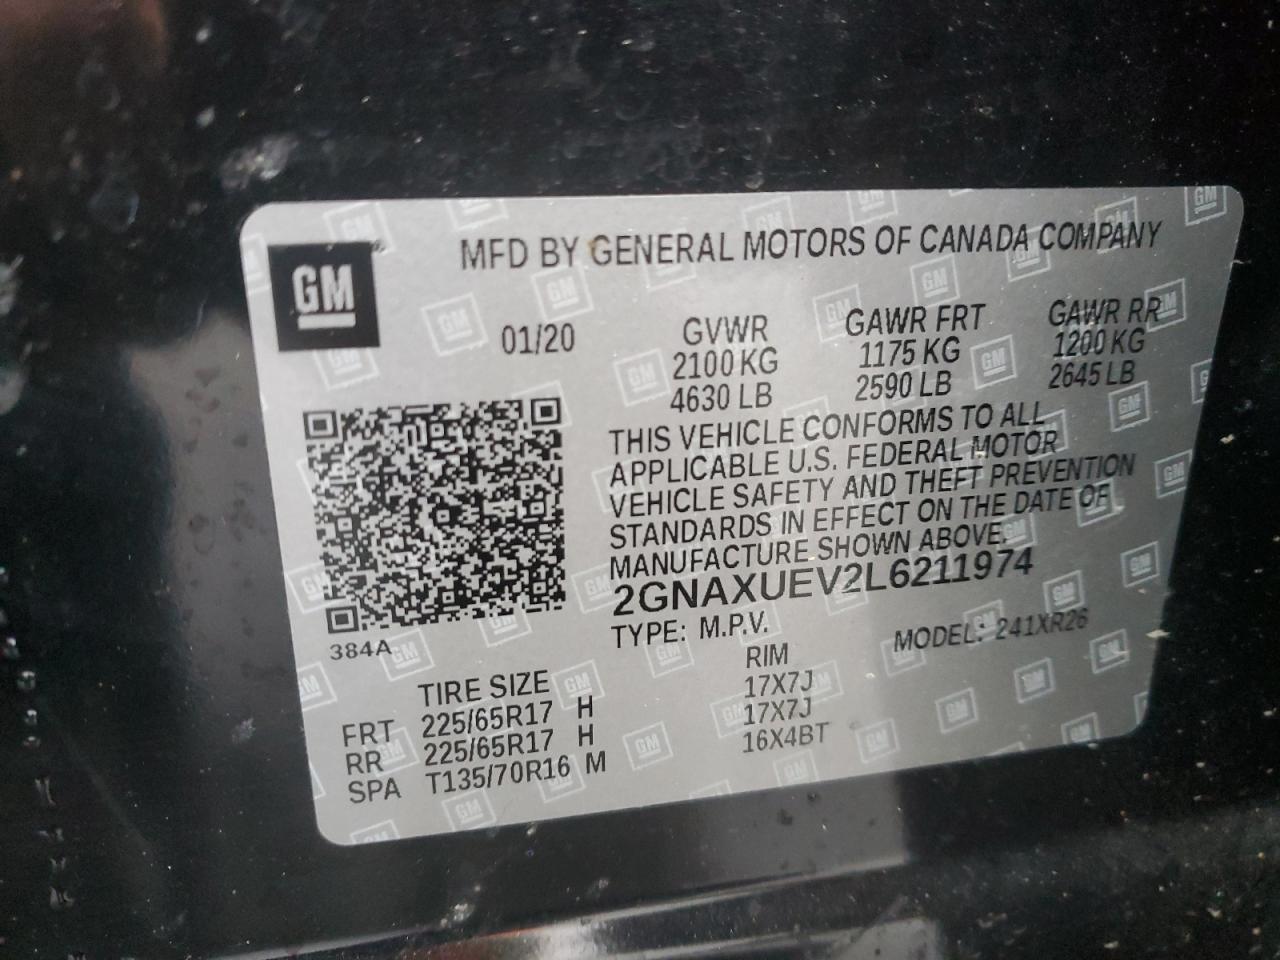 GM
MFD BY GENERAL MOTORS OF CANADA COMPANY
01/20
GVWR GAWR FRT GAWR RR
2100 KG 1175 KG 1200 KG
4630 LB 2590 LB 2645 LB
THIS VEHICLE CONFORMS TO ALL
APPLICABLE U.S. FEDERAL MOTOR
VEHICLE SAFETY AND THEFT PREVENTION
STANDARDS IN EFFECT ON THE DATE OF
MANUFACTURE SHOWN ABOVE.
2GNAXUEV2L6211974
TYPE: M.P.V. MODEL: 241XR26
384A
TIRE SIZE RIM
FRT 225/65R17 H 17X7J
RR 225/65R17 H 17X7J
SPA T135/70R16 M 16X4BT